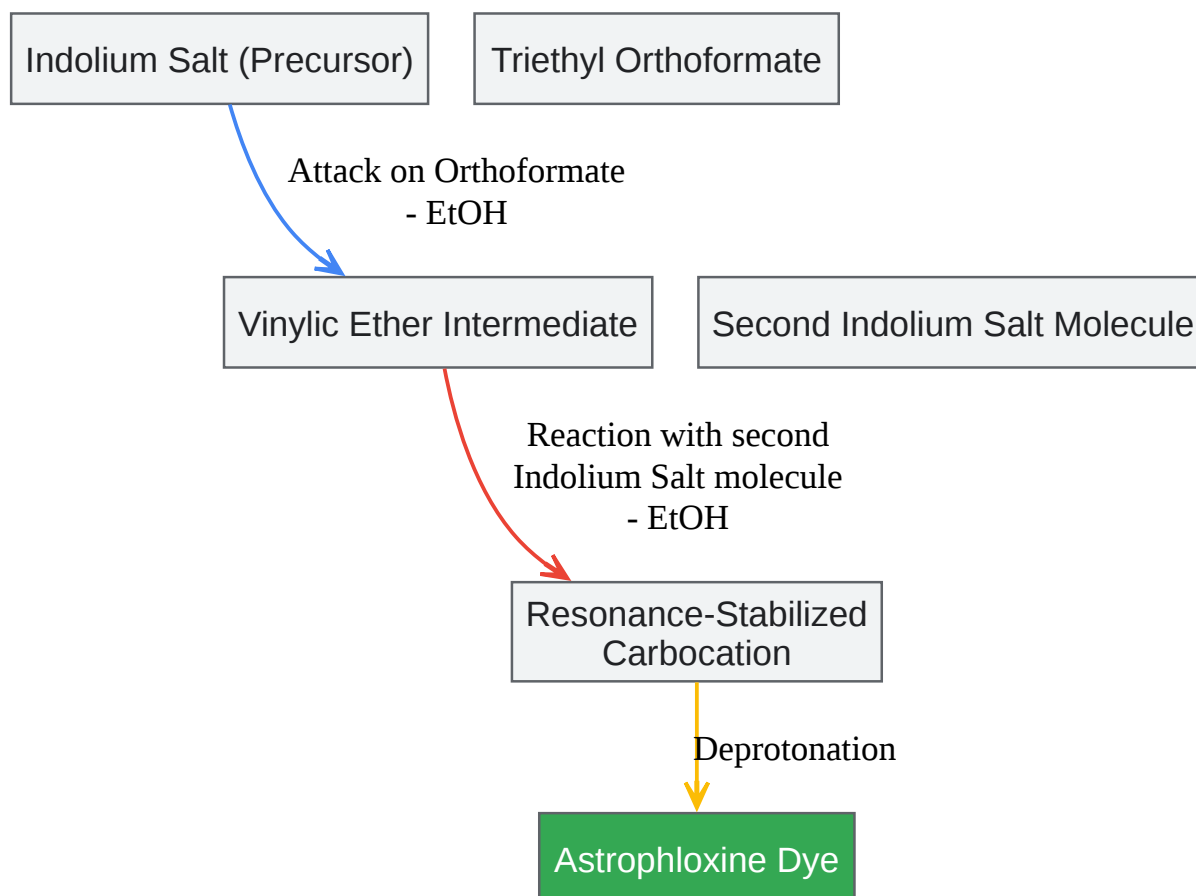 Indolium Salt (Precursor)
Triethyl Orthoformate
Attack on Orthoformate
- EtOH
Vinylic Ether Intermediate
Second Indolium Salt Molecule
Reaction with second
Indolium Salt molecule
- EtOH
Resonance-Stabilized
Carbocation
Deprotonation
Astrophloxine Dye